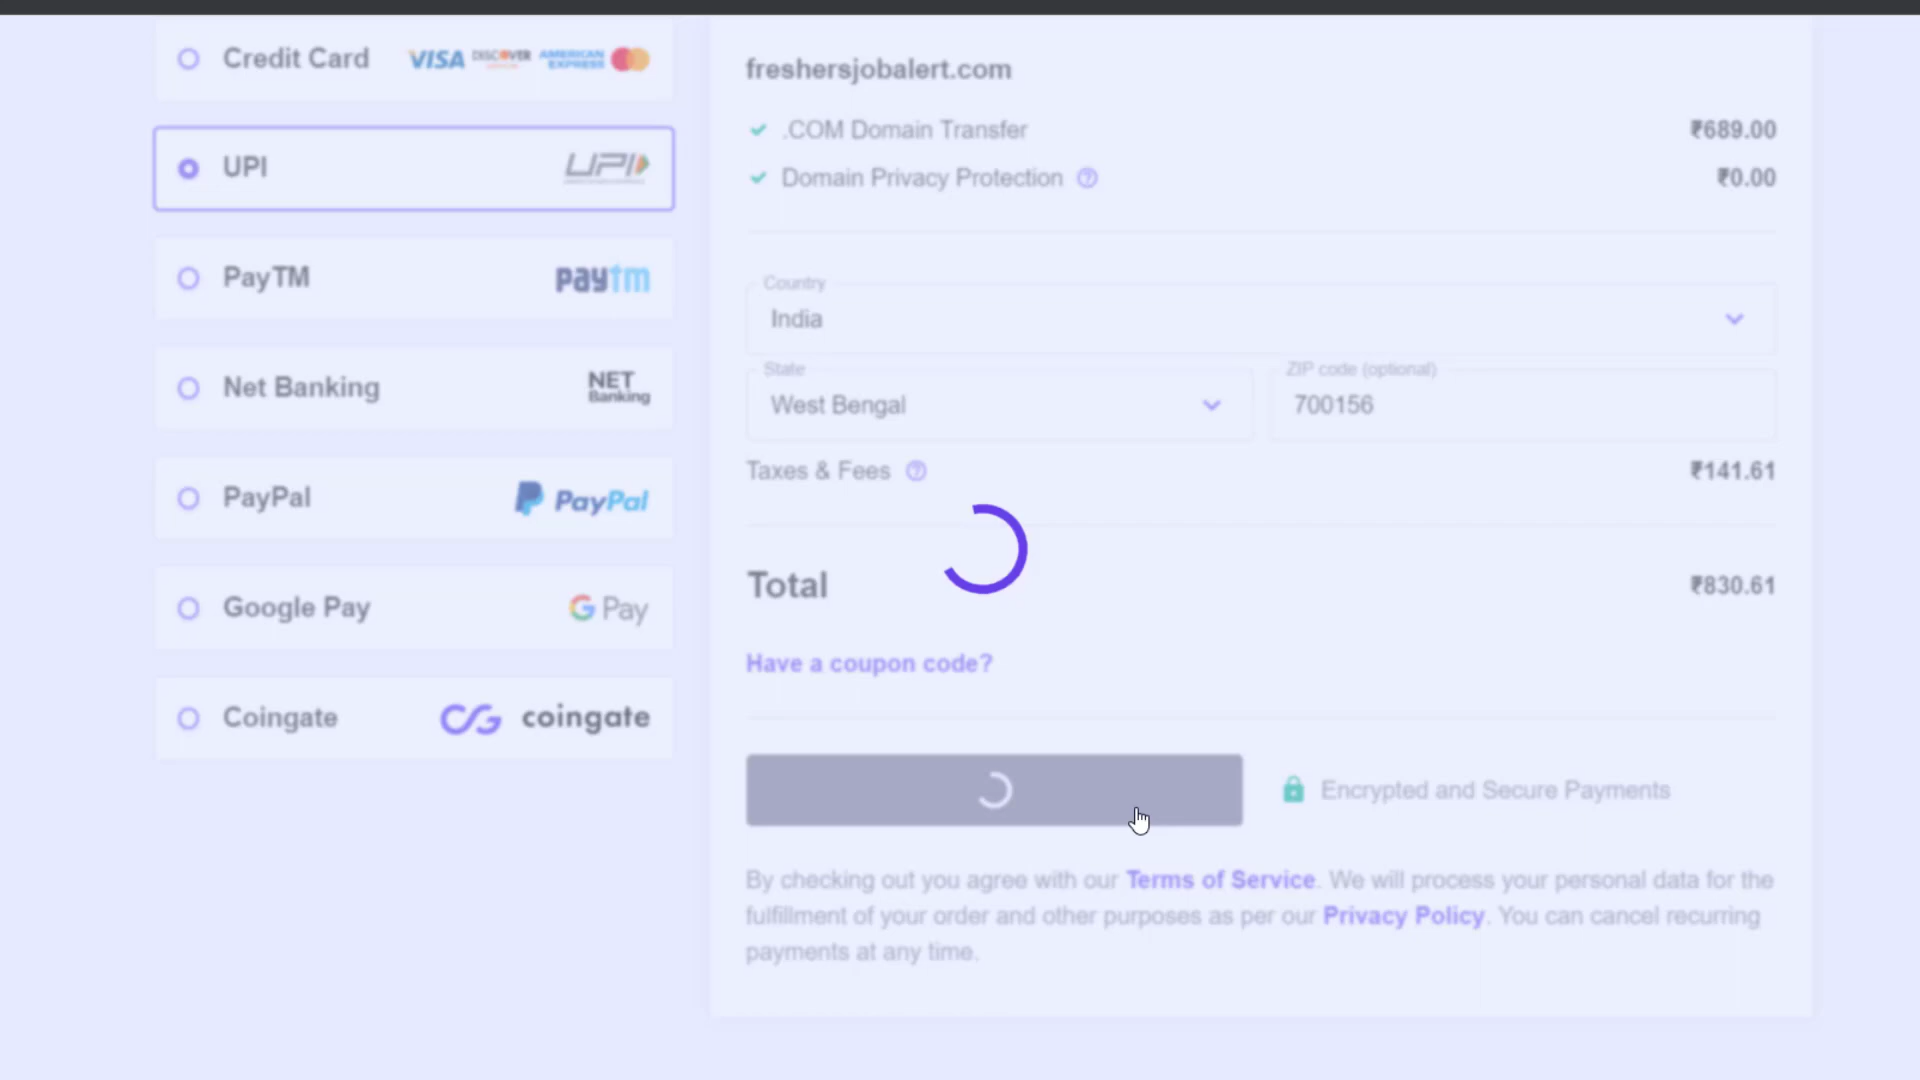 Credit Card VISA DISCOVER AMERICAN EXPRESS
UPI UPI
PayTM paytm
Net Banking NET Banking
PayPal PayPal
Google Pay G Pay
Coingate CG coingate
freshersjobalert.com
.COM Domain Transfer ₹689.00
Domain Privacy Protection ₹0.00
Country
India
State
West Bengal
ZIP code (optional)
700156
Taxes & Fees ₹141.61
Total ₹830.61
Have a coupon code?
Encrypted and Secure Payments
By checking out you agree with our Terms of Service. We will process your personal data for the
fulfillment of your order and other purposes as per our Privacy Policy. You can cancel recurring
payments at any time.